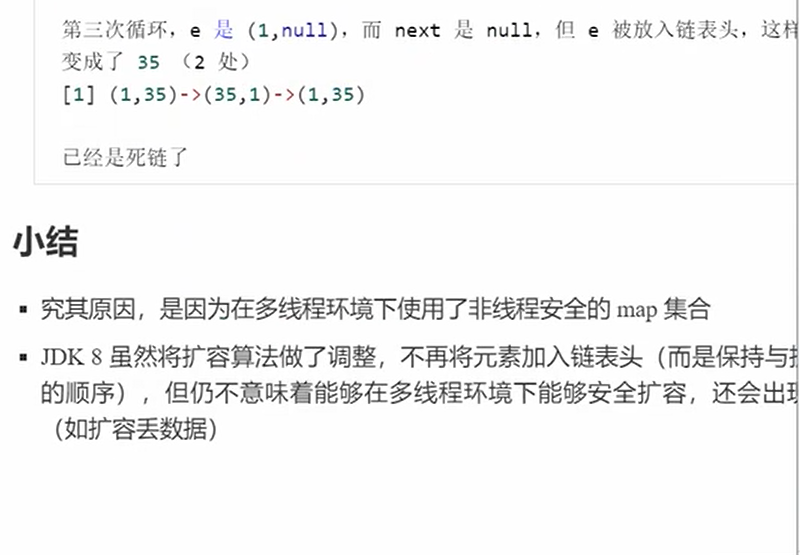 第三次循环，e 是 (1,null)，而 next 是 null，但 e 被放入链表头，这样
变成了 35 （2 处）
[1] (1,35)->(35,1)->(1,35)
已经是死链了
小结
▪ 究其原因，是因为在多线程环境下使用了非线程安全的 map 集合
▪ JDK 8 虽然将扩容算法做了调整，不再将元素加入链表头（而是保持与
的顺序），但仍不意味着能够在多线程环境下能够安全扩容，还会出
（如扩容丢数据）